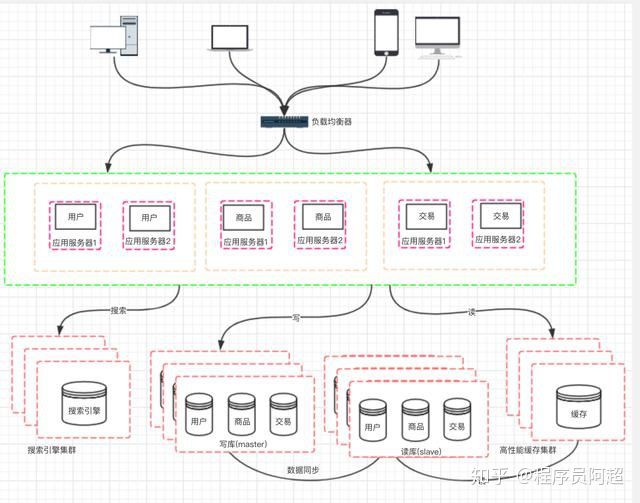 负载均衡器
用户
用户
商品
商品
交易
交易
应用服务器1
应用服务器2
应用服务器1
应用服务器2
应用服务器1
应用服务器2
搜索
写
读
搜索引擎
用户
商品
交易
用户
商品
交易
缓存
搜索引擎集群
写库(master)
读库(slave)
高性能缓存集群
数据同步
知乎 @程序员阿超